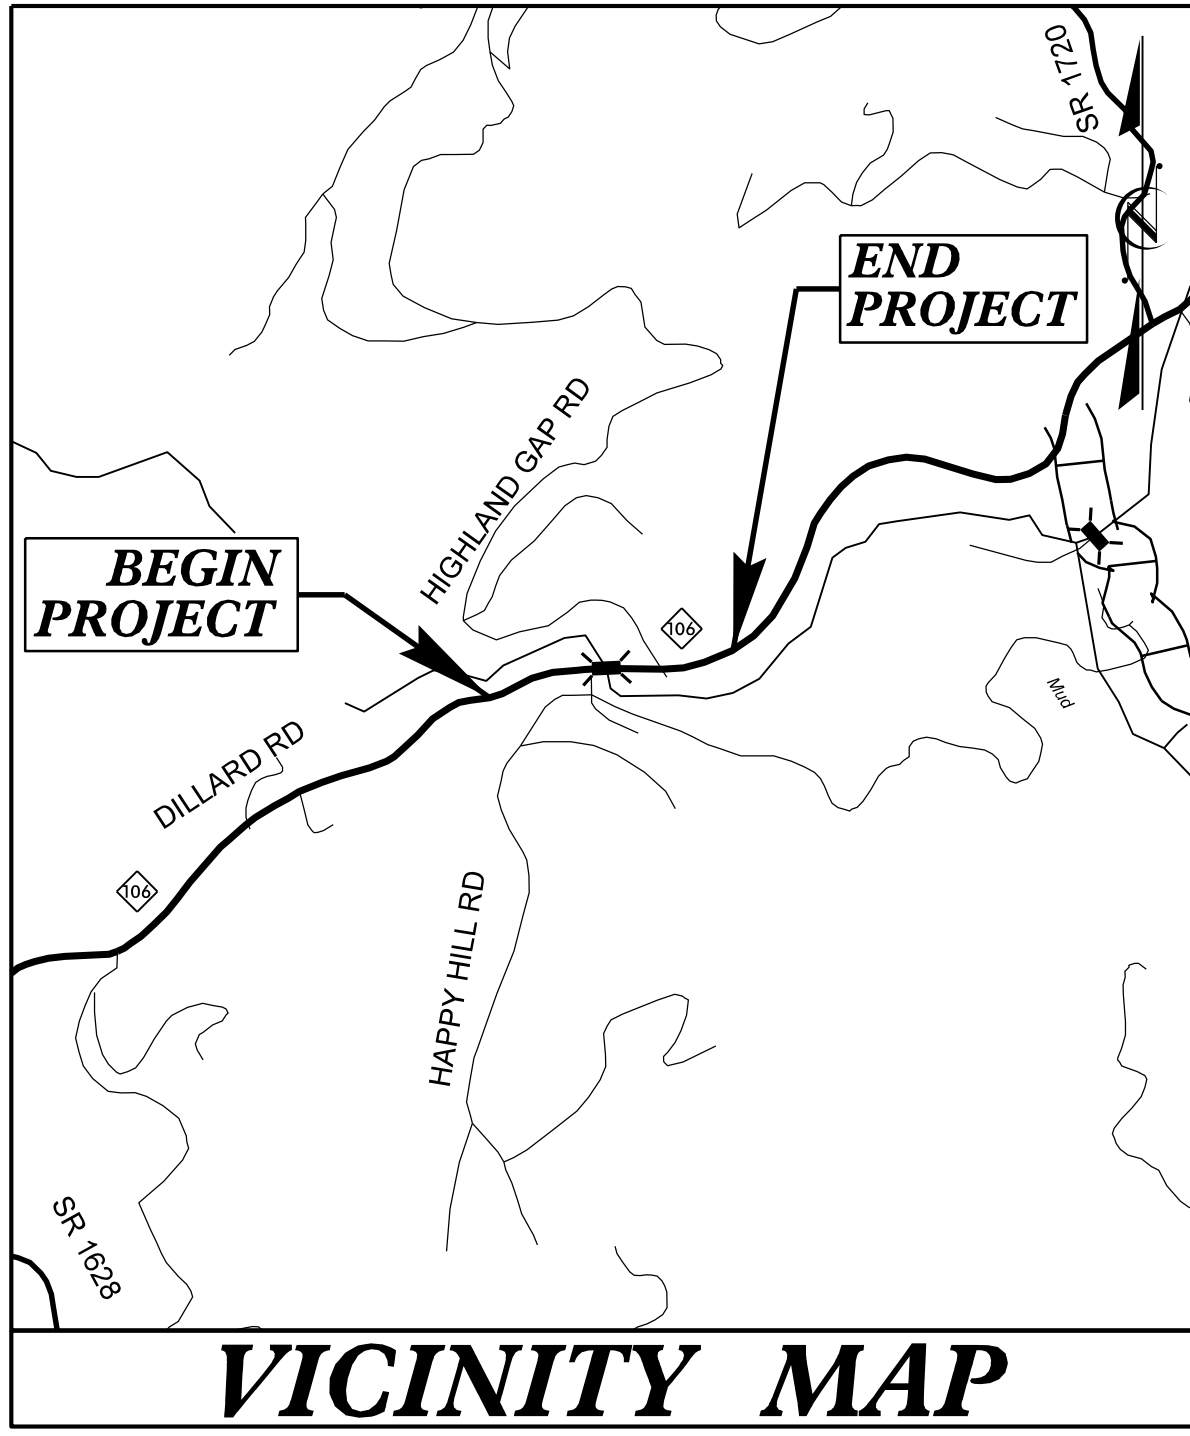 SR 1720
END
PROJECT
HIGHLAND GAP RD
BEGIN
PROJECT
106
Mud
DILLARD RD
106
HAPPY HILL RD
SR 1628
VICINITY MAP